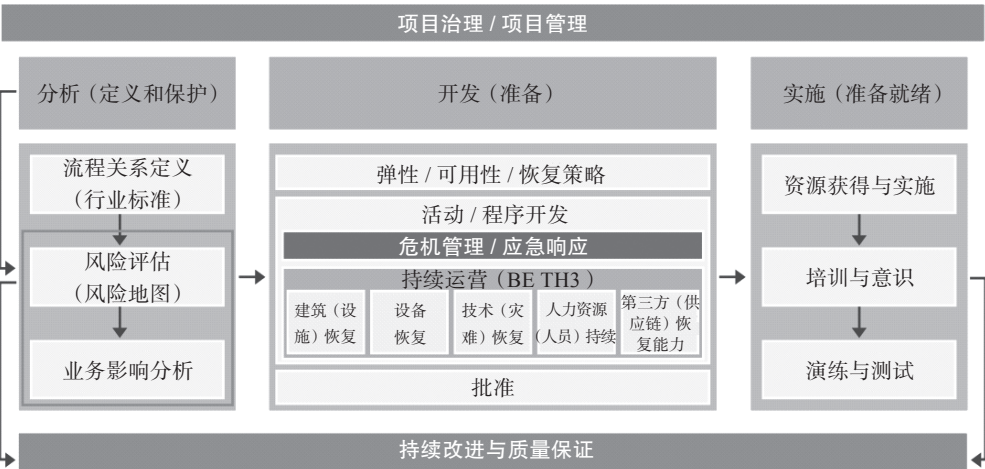 项目治理 / 项目管理
分析（定义和保护）
开发（准备）
实施（准备就绪）
流程关系定义
（行业标准）
风险评估
（风险地图）
业务影响分析
弹性 / 可用性 / 恢复策略
活动 / 程序开发
危机管理 / 应急响应
持续运营（BE TH3 ）
建筑（设
施）恢复
设备
恢复
技术（灾
难）恢复
人力资源
（人员）持续
第三方（供
应链）恢
复能力
批准
资源获得与实施
培训与意识
演练与测试
持续改进与质量保证